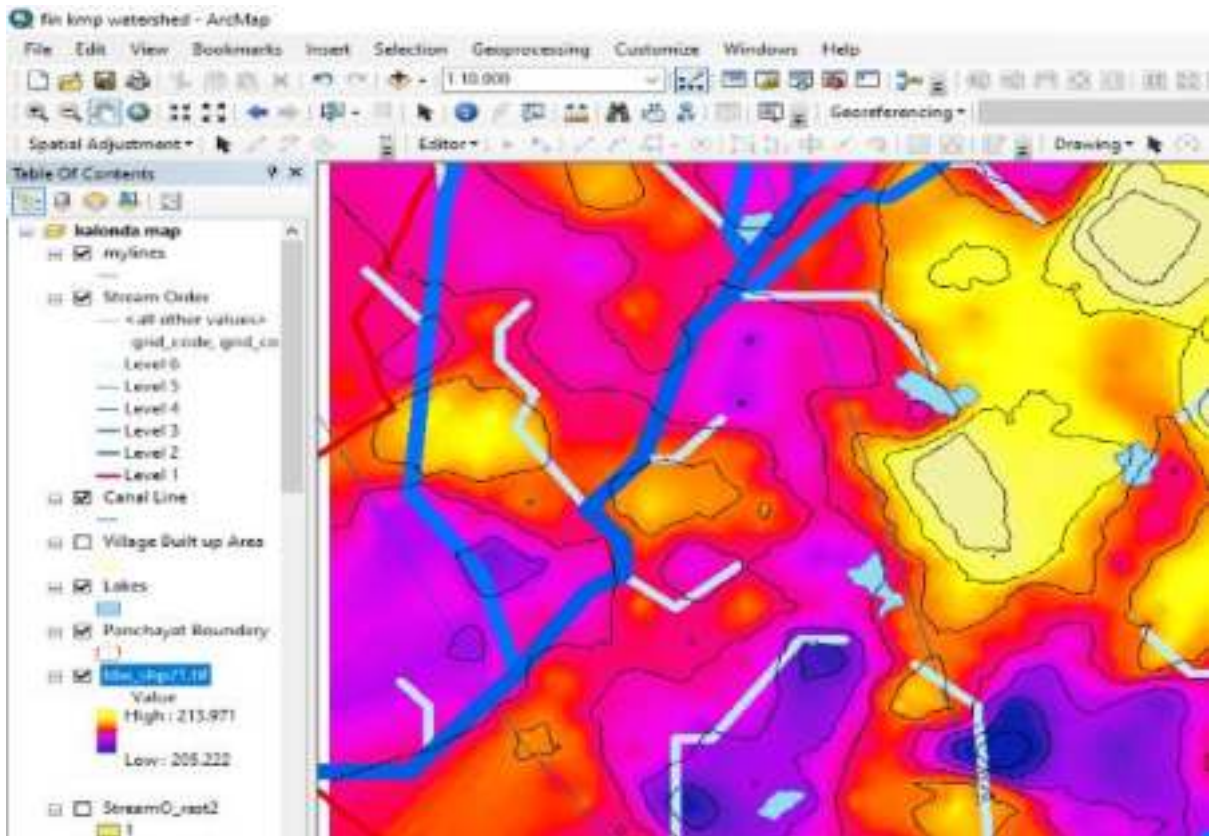 fin kmp watershed - ArcMap
File Edit View Bookmarks Insert Selection Geoprocessing Customize Windows Help
1:10,000
Georeferencing
Spatial Adjustment Editor Drawing
Table Of Contents
kalonda map
mylines
Stream Order
<all other values>
grid_code, grid_co
Level 6
Level 5
Level 4
Level 3
Level 2
Level 1
Canal Line
Village Built up Area
Lakes
Panchayat Boundary
Value
High : 213.971
Low : 205.222
StreamO_rast2
1